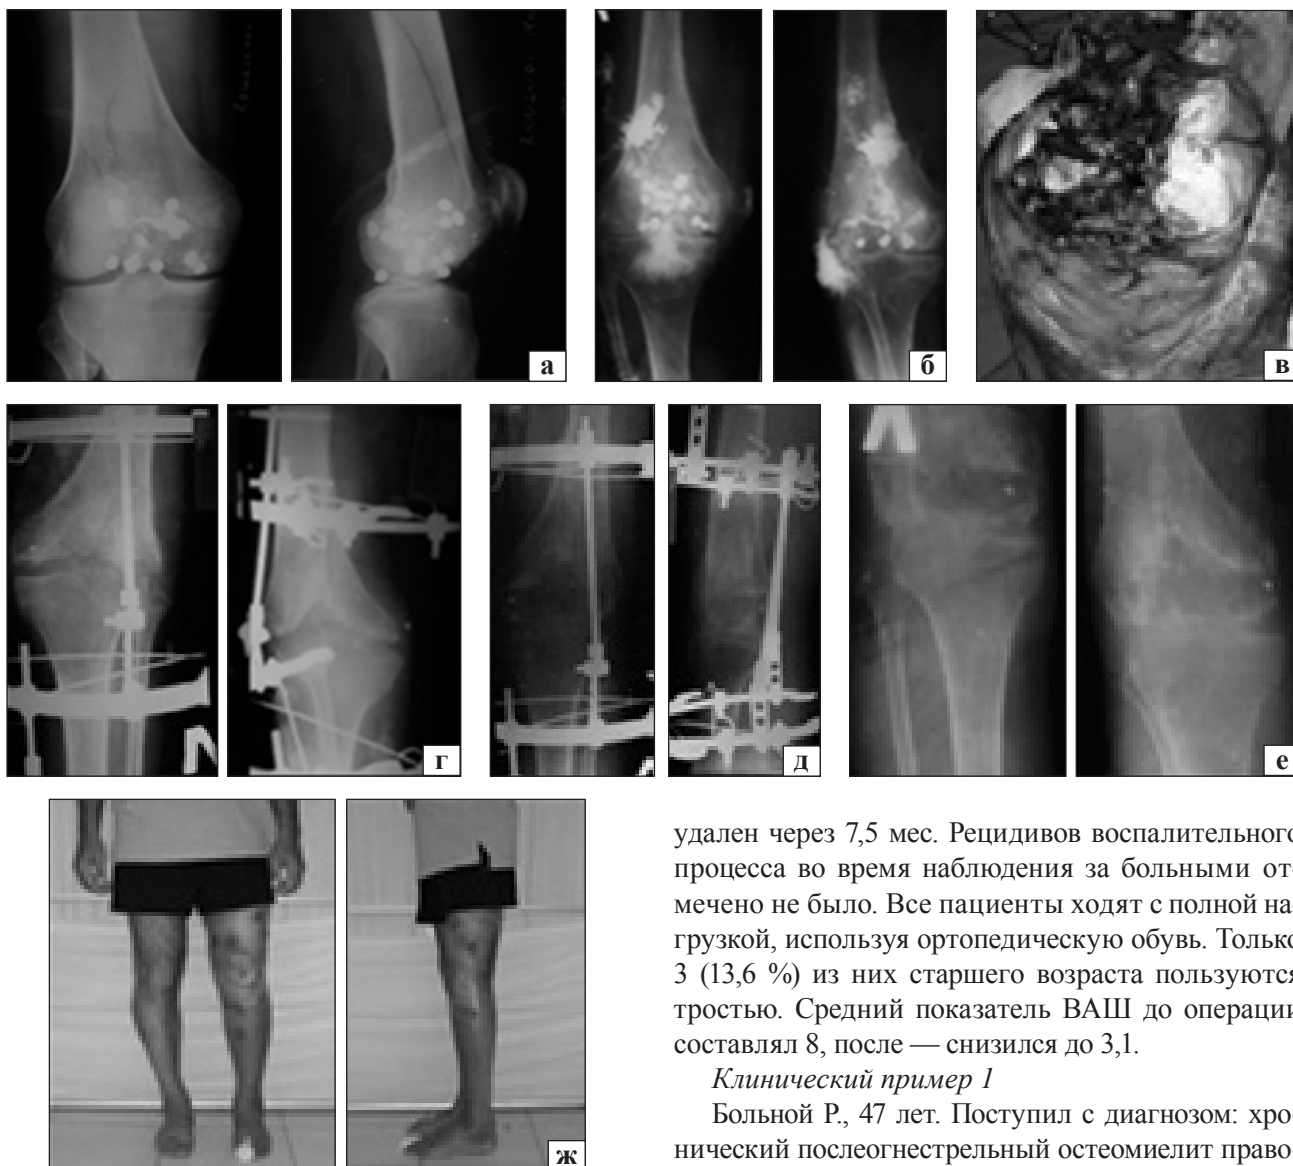 а
б
в
г
д
е
ж
удален через 7,5 мес. Рецидивов воспалительного
процесса во время наблюдения за больными от-
мечено не было. Все пациенты ходят с полной на-
грузкой, используя ортопедическую обувь. Только
3 (13,6 %) из них старшего возраста пользуются
тростью. Средний показатель ВАШ до операции
составлял 8, после — снизился до 3,1.
Клинический пример 1
Больной Р., 47 лет. Поступил с диагнозом: хро-
нический послеогнестрельный остеомиелит право-